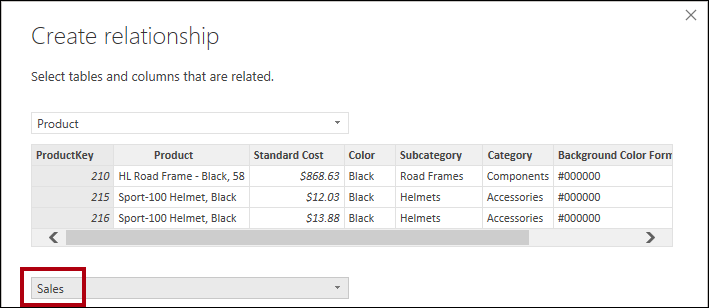 Create relationship
Select tables and columns that are related.
Product
ProductKey Product Standard Cost Color Subcategory Category Background Color Form
210 HL Road Frame - Black, 58 $868.63 Black Road Frames Components #000000
215 Sport-100 Helmet, Black $12.03 Black Helmets Accessories #000000
216 Sport-100 Helmet, Black $13.88 Black Helmets Accessories #000000
Sales